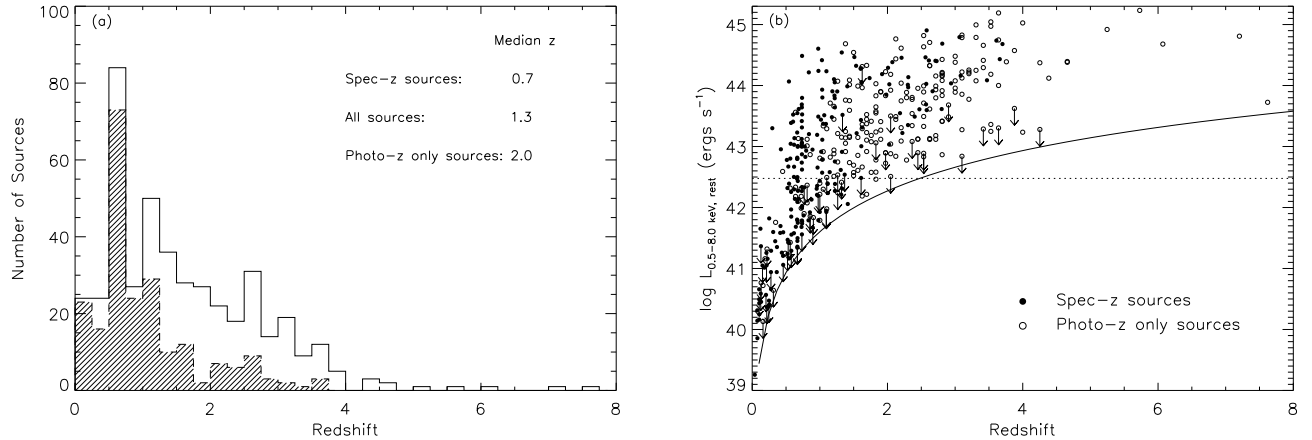 (a)
Median z
Spec-z sources: 0.7
All sources: 1.3
Photo-z only sources: 2.0
Number of Sources
100
80
60
40
20
0
0 2 4 6 8
Redshift
(b)
log L0.5-8.0 keV, rest (ergs s-1)
45
44
43
42
41
40
39
Spec-z sources
Photo-z only sources
0 2 4 6 8
Redshift